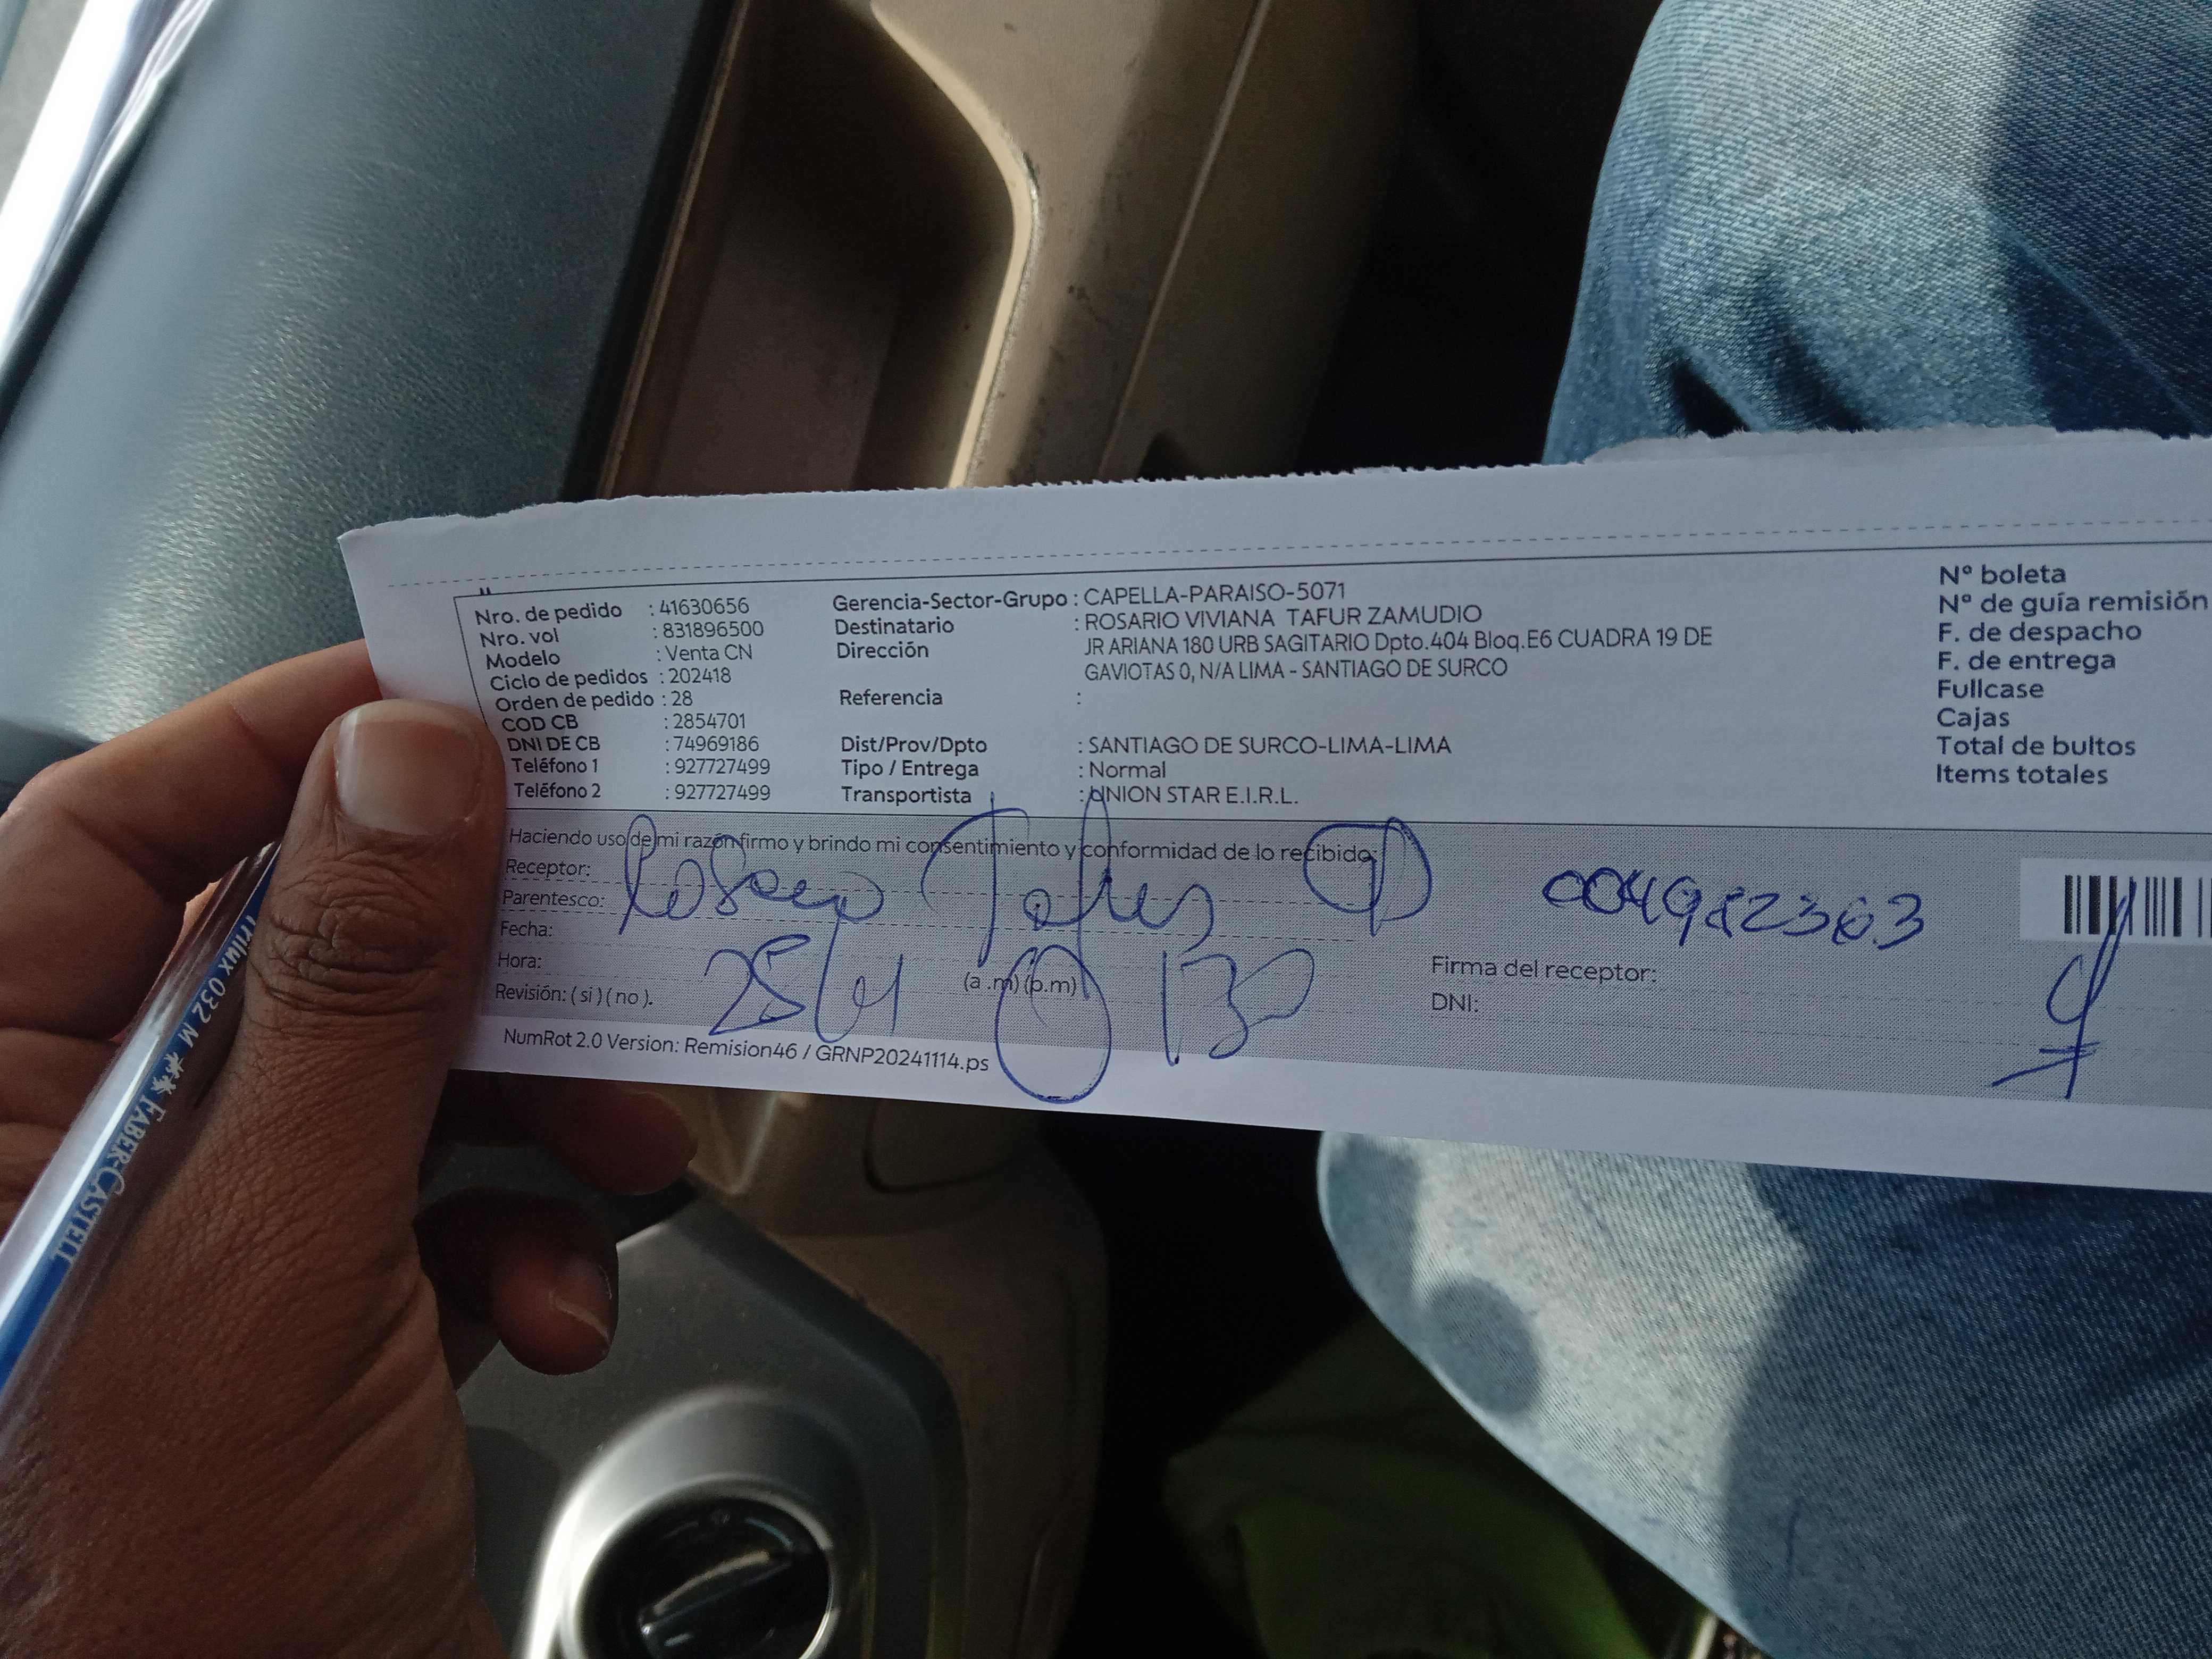 Nro. de pedido : 41630656
Nro. vol : 831896500
Modelo : Venta CN
Ciclo de pedidos : 202418
Orden de pedido : 28
COD CB : 2854701
DNI DE CB : 74969186
Teléfono 1 : 927727499
Teléfono 2 : 927727499
Gerencia-Sector-Grupo : CAPELLA-PARAISO-5071
Destinatario : ROSARIO VIVIANA TAFUR ZAMUDIO
Dirección JR ARIANA 180 URB SAGITARIO Dpto.404 Bloq.E6 CUADRA 19 DE
GAVIOTAS 0, N/A LIMA - SANTIAGO DE SURCO
Referencia :
Dist/Prov/Dpto : SANTIAGO DE SURCO-LIMA-LIMA
Tipo / Entrega : Normal
Transportista : UNION STAR E.I.R.L.
Nº boleta
Nº de guía remisión
F. de despacho
F. de entrega
Fullcase
Cajas
Total de bultos
Items totales
Haciendo uso de mi razón firmo y brindo mi consentimiento y conformidad de lo recibido:
Receptor:
Parentesco:
Fecha:
Hora: (a .m) (p.m)
Revisión: ( si ) ( no ).
Firma del receptor:
DNI:
NumRot 2.0 Version: Remision46 / GRNP20241114.ps
Trilux 032 M FABER-CASTELL